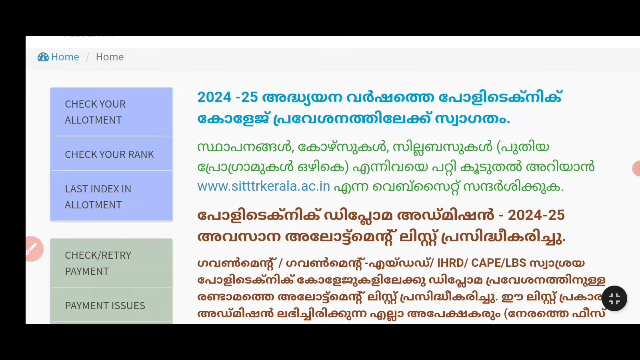 Home / Home
CHECK YOUR
ALLOTMENT
CHECK YOUR RANK
LAST INDEX IN
ALLOTMENT
CHECK/RETRY
PAYMENT
PAYMENT ISSUES
2024 -25 അദ്ധ്യയന വർഷത്തെ പോളിടെക്നിക്
കോളേജ് പ്രവേശനത്തിലേക്ക് സ്വാഗതം.
സ്ഥാപനങ്ങൾ, കോഴ്സുകൾ, സില്ലബസുകൾ (പുതിയ
പ്രോഗ്രാമുകൾ ഒഴികെ) എന്നിവയെ പറ്റി കൂടുതൽ അറിയാൻ
www.sitttrkerala.ac.in എന്ന വെബ്സൈറ്റ് സന്ദർശിക്കുക.
പോളിടെക്നിക് ഡിപ്ലോമ അഡ്മിഷൻ - 2024-25
അവസാന അലോട്ട്മെന്റ് ലിസ്റ്റ് പ്രസിദ്ധീകരിച്ചു.
ഗവൺമെന്റ് / ഗവൺമെന്റ്-എയ്ഡഡ്/ IHRD/ CAPE/LBS സ്വാശ്രയ
പോളിടെക്നിക് കോളേജുകളിലേക്കു ഡിപ്ലോമ പ്രവേശനത്തിനുള്ള
രണ്ടാമത്തെ അലോട്ട്മെന്റ് ലിസ്റ്റ് പ്രസിദ്ധീകരിച്ചു. ഈ ലിസ്റ്റ് പ്രകാരം
അഡ്മിഷൻ ലഭിച്ചിരിക്കുന്ന എല്ലാ അപേക്ഷകരും (നേരത്തെ ഫീസ്